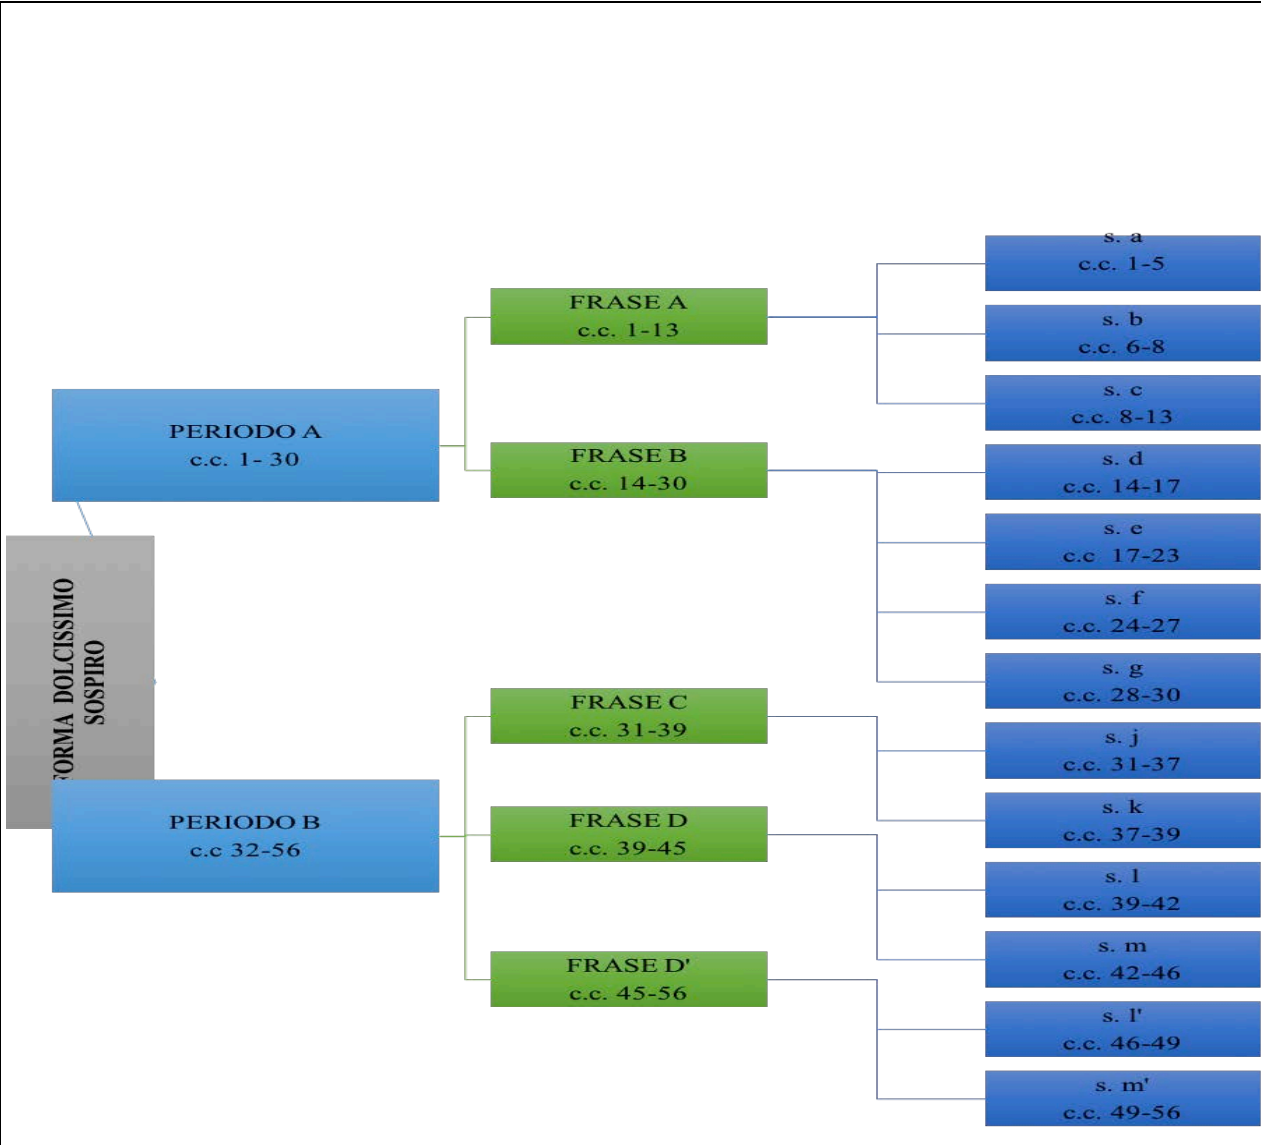 FORMA DOLCISSIMO
SOSPIRO
PERIODO A
c.c. 1- 30
FRASE A
c.c. 1-13
s. a
c.c. 1-5
s. b
c.c. 6-8
s. c
c.c. 8-13
FRASE B
c.c. 14-30
s. d
c.c. 14-17
s. e
c.c 17-23
s. f
c.c. 24-27
s. g
c.c. 28-30
PERIODO B
c.c 32-56
FRASE C
c.c. 31-39
s. j
c.c. 31-37
s. k
c.c. 37-39
FRASE D
c.c. 39-45
s. l
c.c. 39-42
s. m
c.c. 42-46
FRASE D'
c.c. 45-56
s. l'
c.c. 46-49
s. m'
c.c. 49-56